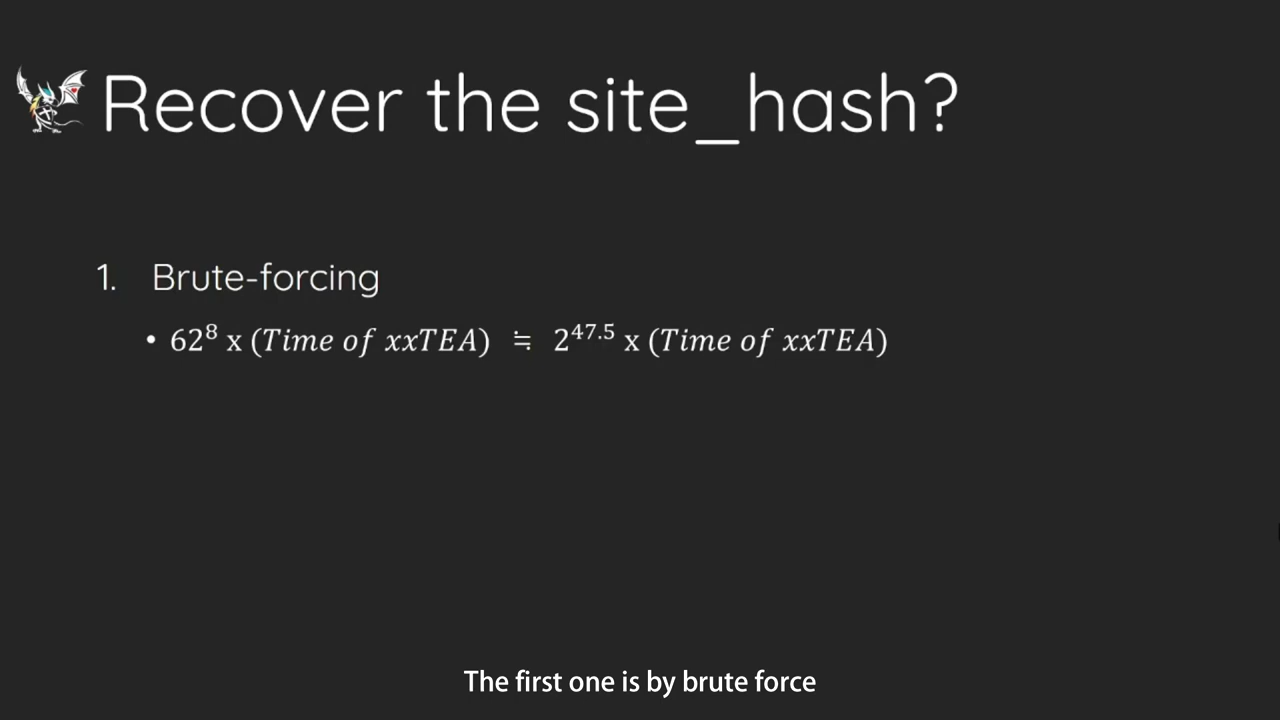 Recover the site_hash?
1. Brute-forcing
• 62⁸ x (Time of xxTEA) ≒ 2⁴⁷·⁵ x (Time of xxTEA)
The first one is by brute force